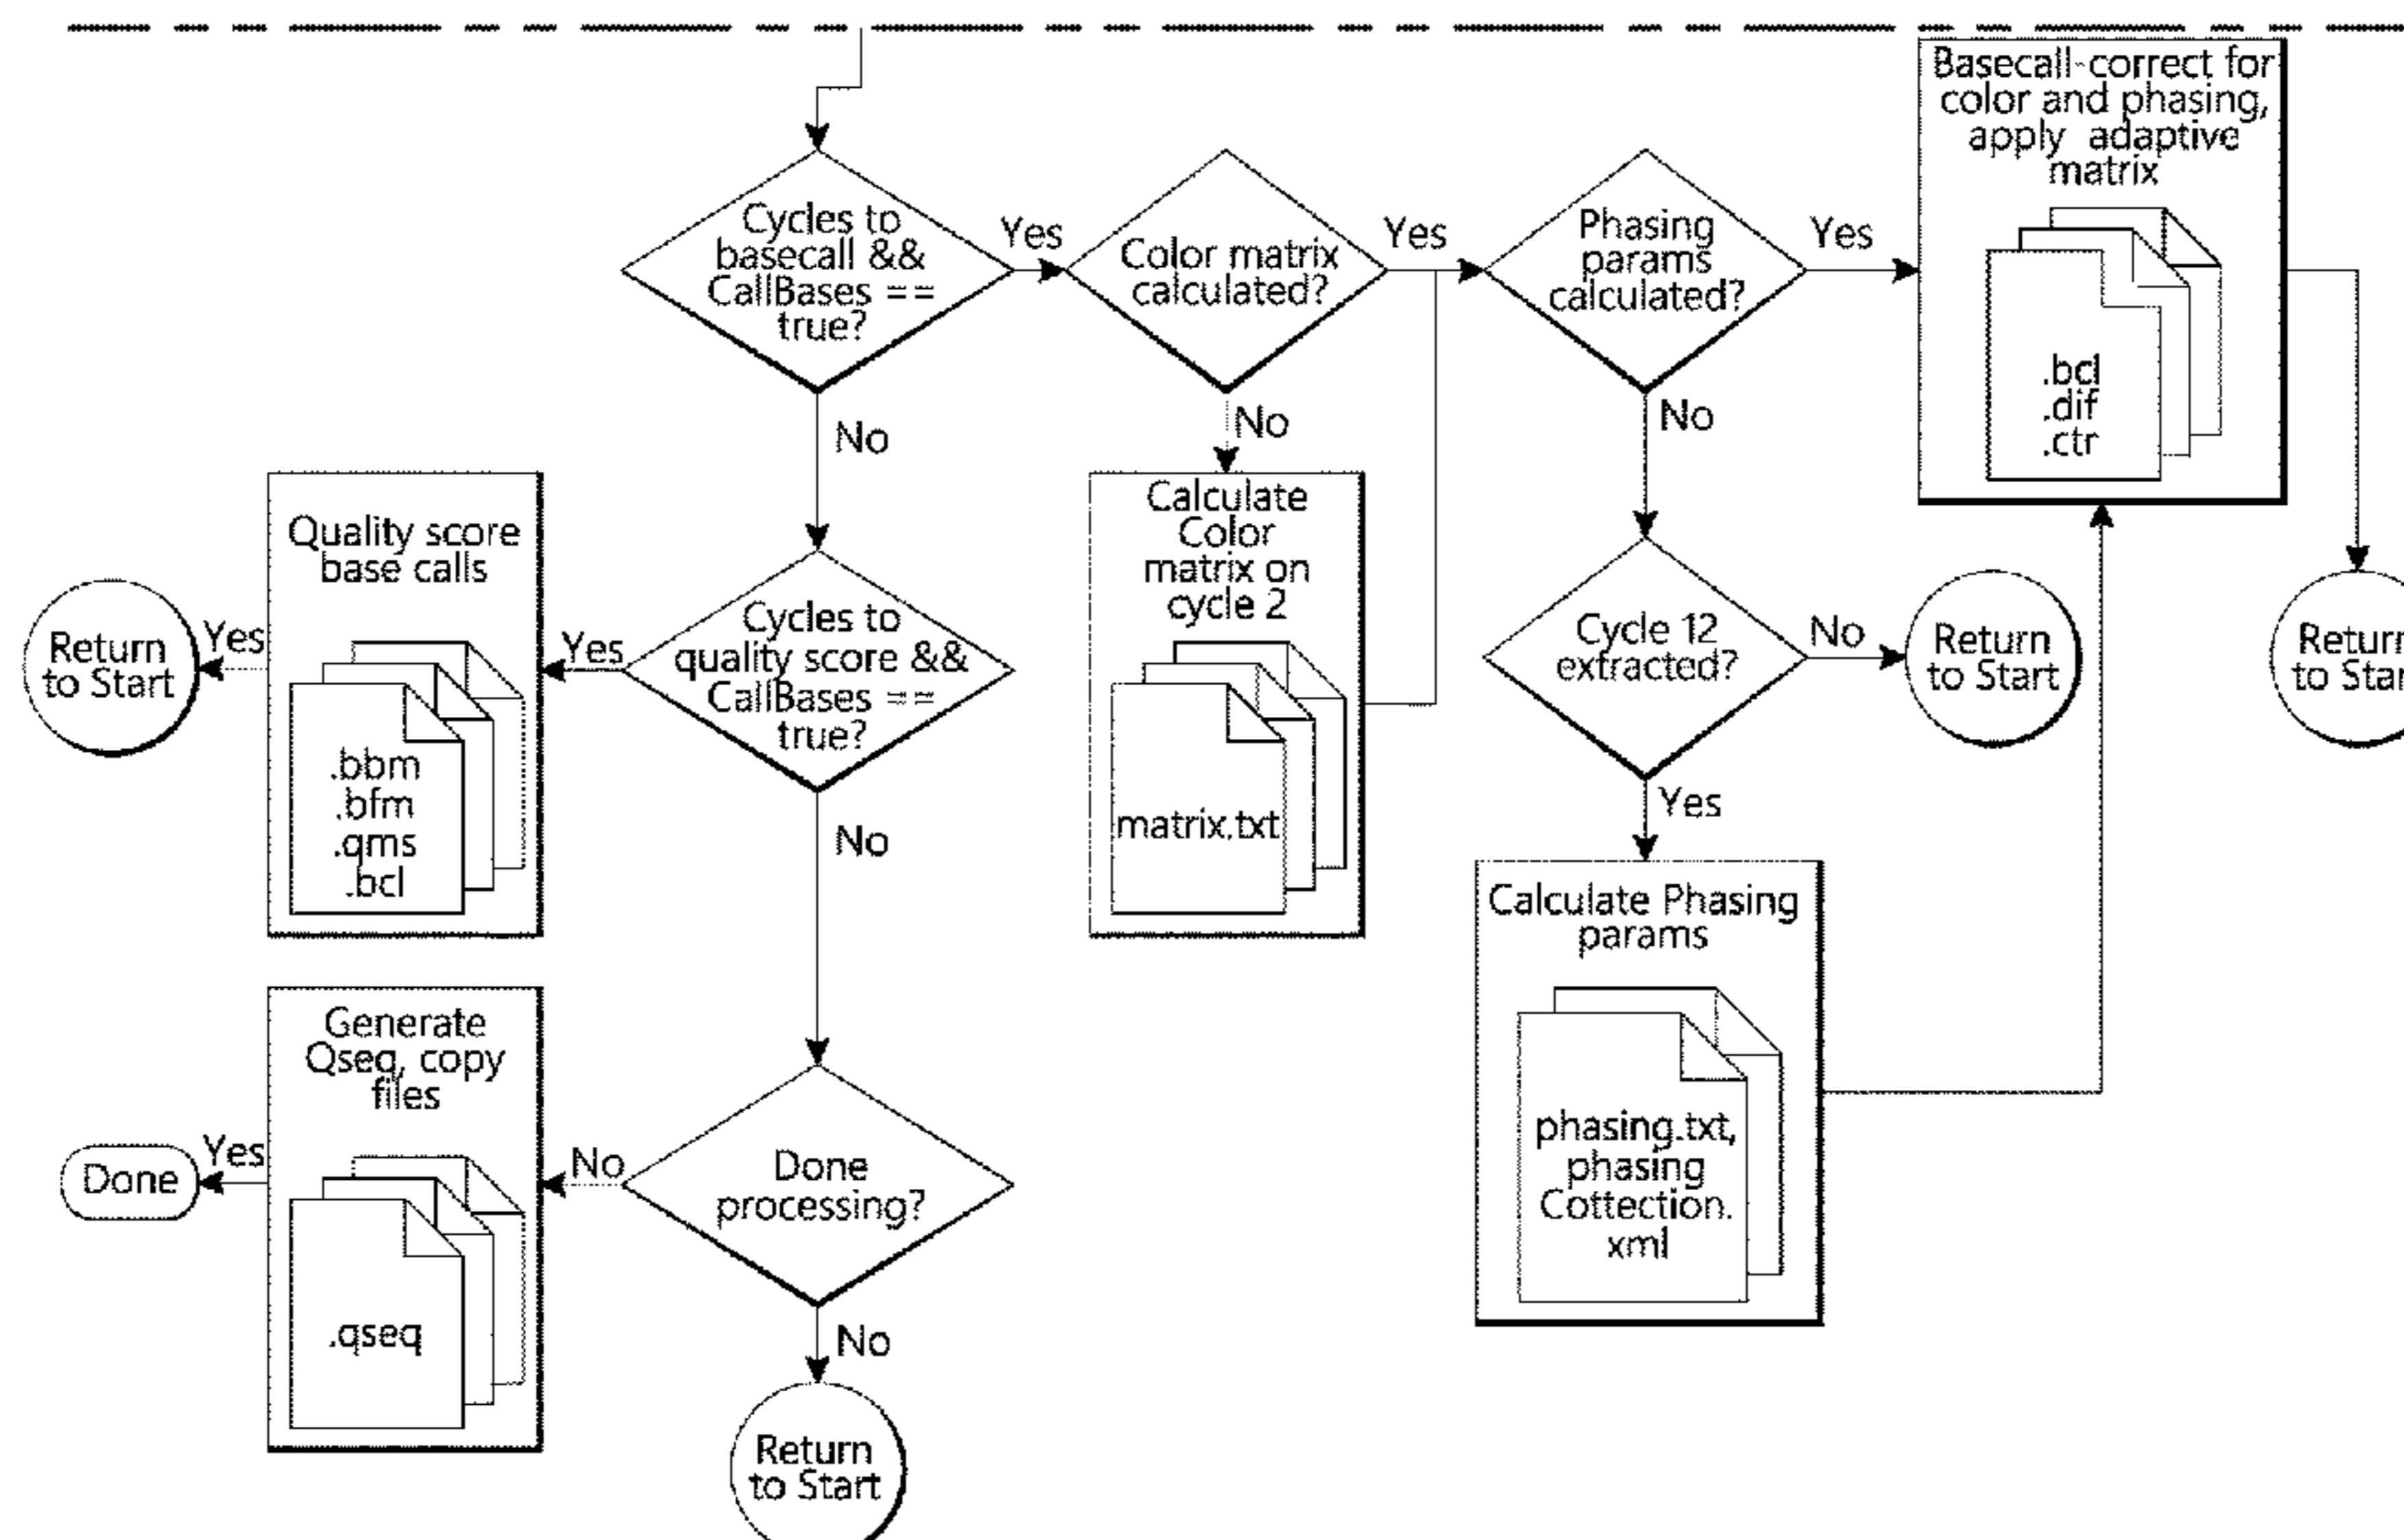 Basecall-correct for
color and phasing,
apply adaptive
matrix
.bcl
.dif
.ctr
Cycles to
basecall &&
CallBases ==
true?
Yes
Color matrix
calculated?
Yes
Phasing
params
calculated?
Yes
No
No
No
Quality score
base calls
.bbm
.bfm
.qms
.bcl
Yes
Return
to Start
Yes
Cycles to
quality score &&
CallBases ==
true?
Calculate
Color
matrix on
cycle 2
matrix.txt
Cycle 12
extracted?
No
Return
to Start
Return
to Star
No
Yes
Calculate Phasing
params
phasing.txt,
phasing
Cottection.
xml
Generate
Qseq, copy
files
.qseq
Yes
Done
No
Done
processing?
No
Return
to Start